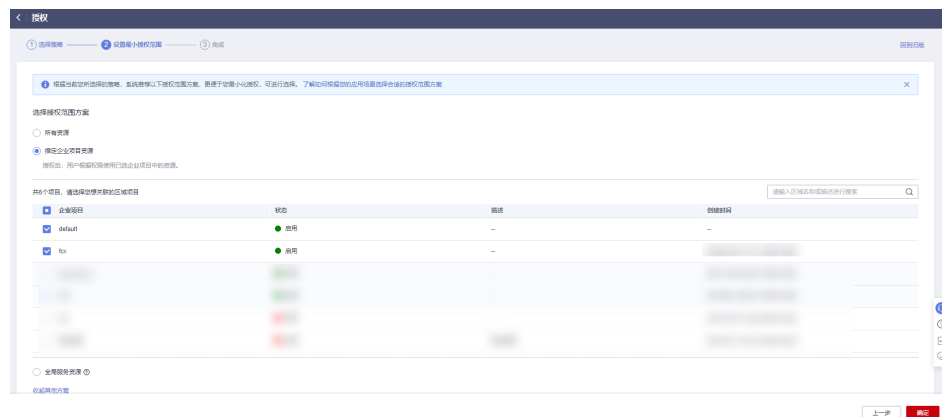 授权
1 选择策略 2 设置最小授权范围 3 完成
回到旧版
根据当前您所选择的策略，系统推荐以下授权范围方案，更便于您最小化授权，可进行选择。 了解如何根据您的应用场景选择合适的授权范围方案
选择授权范围方案
所有资源
指定企业项目资源
授权后，用户根据权限使用已选企业项目中的资源。
共6个项目，请选择您想关联的区域项目
请输入区域名称或描述进行搜索
企业项目 状态 描述 创建时间
default 启用 – –
启用 –
全局服务资源
收起其他方案
上一步 确定